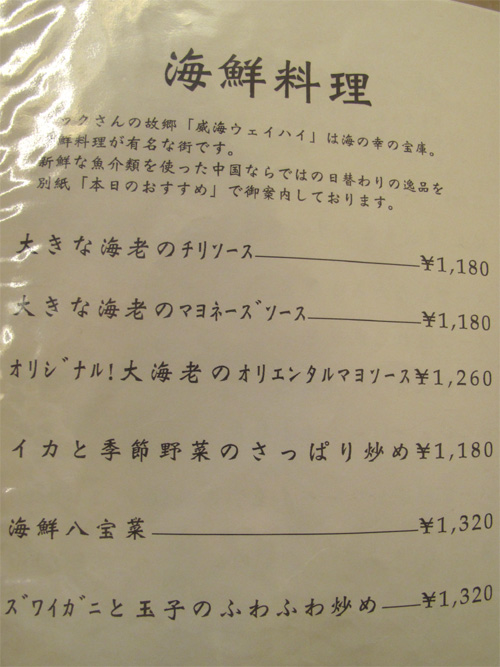 海鮮料理
ックさんの故郷「威海ウェイハイ」は海の幸の宝庫。
鮮料理が有名な街です。
新鮮な魚介類を使った中国ならではの日替わりの逸品を
別紙「本日のおすすめ」で御案内しております。
大きな海老のﾁﾘｿｰｽ ¥1,180
大きな海老のﾏﾖﾈｰｽﾞｿｰｽ ¥1,180
ｵﾘｼﾞﾅﾙ!大海老のｵﾘｴﾝﾀﾙﾏﾖｿｰｽ¥1,260
イカと季節野菜のさっぱり炒め¥1,180
海鮮八宝菜 ¥1,320
ｽﾞﾜｲｶﾞﾆと玉子のふわふわ炒め ¥1,320